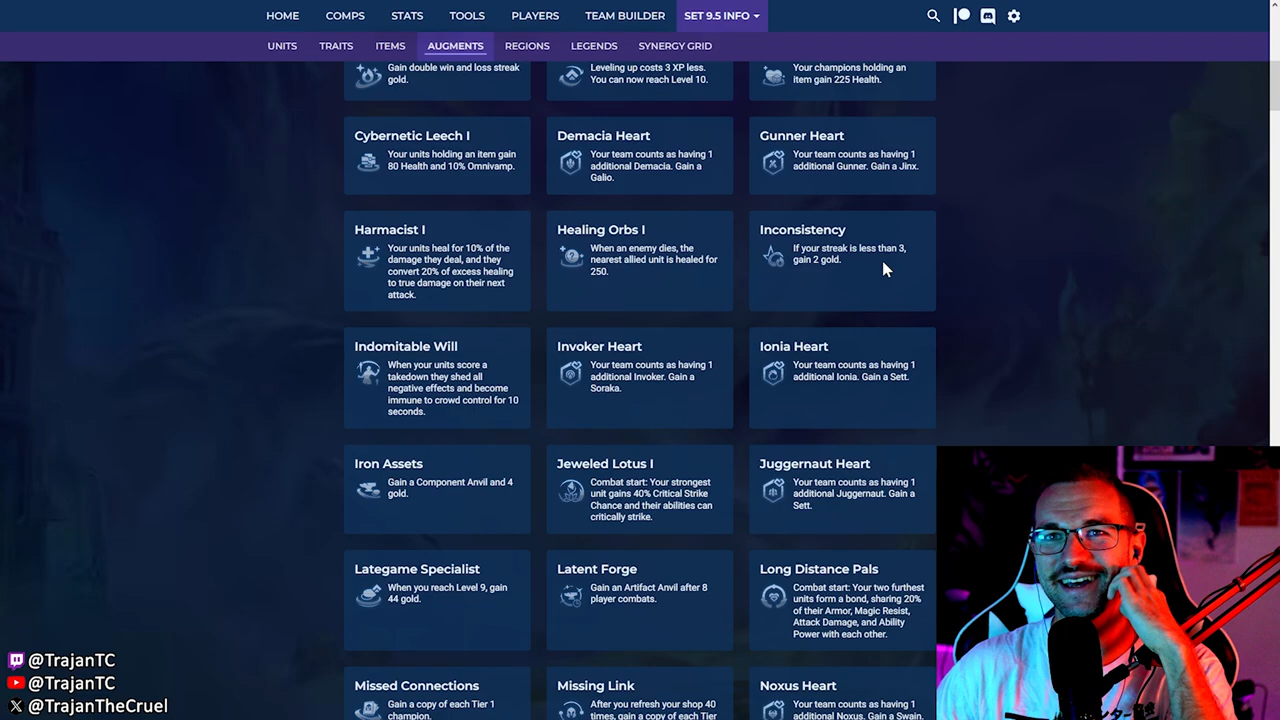 HOME COMPS STATS TOOLS PLAYERS TEAM BUILDER SET 9.5 INFO
UNITS TRAITS ITEMS AUGMENTS REGIONS LEGENDS SYNERGY GRID
Gain double win and loss streak
gold.
Leveling up costs 3 XP less.
You can now reach Level 10.
Your champions holding an
item gain 225 Health.
Cybernetic Leech I
Your units holding an item gain
80 Health and 10% Omnivamp.
Demacia Heart
Your team counts as having 1
additional Demacia. Gain a
Galio.
Gunner Heart
Your team counts as having 1
additional Gunner. Gain a Jinx.
Harmacist I
Your units heal for 10% of the
damage they deal, and they
convert 20% of excess healing
to true damage on their next
attack.
Healing Orbs I
When an enemy dies, the
nearest allied unit is healed for
250.
Inconsistency
If your streak is less than 3,
gain 2 gold.
Indomitable Will
When your units score a
takedown they shed all
negative effects and become
immune to crowd control for 10
seconds.
Invoker Heart
Your team counts as having 1
additional Invoker. Gain a
Soraka.
Ionia Heart
Your team counts as having 1
additional Ionia. Gain a Sett.
Iron Assets
Gain a Component Anvil and 4
gold.
Jeweled Lotus I
Combat start: Your strongest
unit gains 40% Critical Strike
Chance and their abilities can
critically strike.
Juggernaut Heart
Your team counts as having 1
additional Juggernaut. Gain a
Sett.
Lategame Specialist
When you reach Level 9, gain
44 gold.
Latent Forge
Gain an Artifact Anvil after 8
player combats.
Long Distance Pals
Combat start: Your two furthest
units form a bond, sharing 20%
of their Armor, Magic Resist,
Attack Damage, and Ability
Power with each other.
Missed Connections
Gain a copy of each Tier 1
champion.
Missing Link
After you refresh your shop 40
times, gain a copy of each Tier
Noxus Heart
Your team counts as having 1
additional Noxus. Gain a Swain.
@TrajanTC
@TrajanTC
@TrajanTheCruel